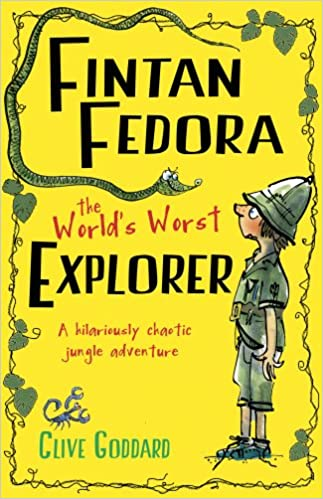 FINTAN
FEDORA
the
World's Worst
EXPLORER
A hilariously chaotic
jungle adventure
CLIVE GODDARD